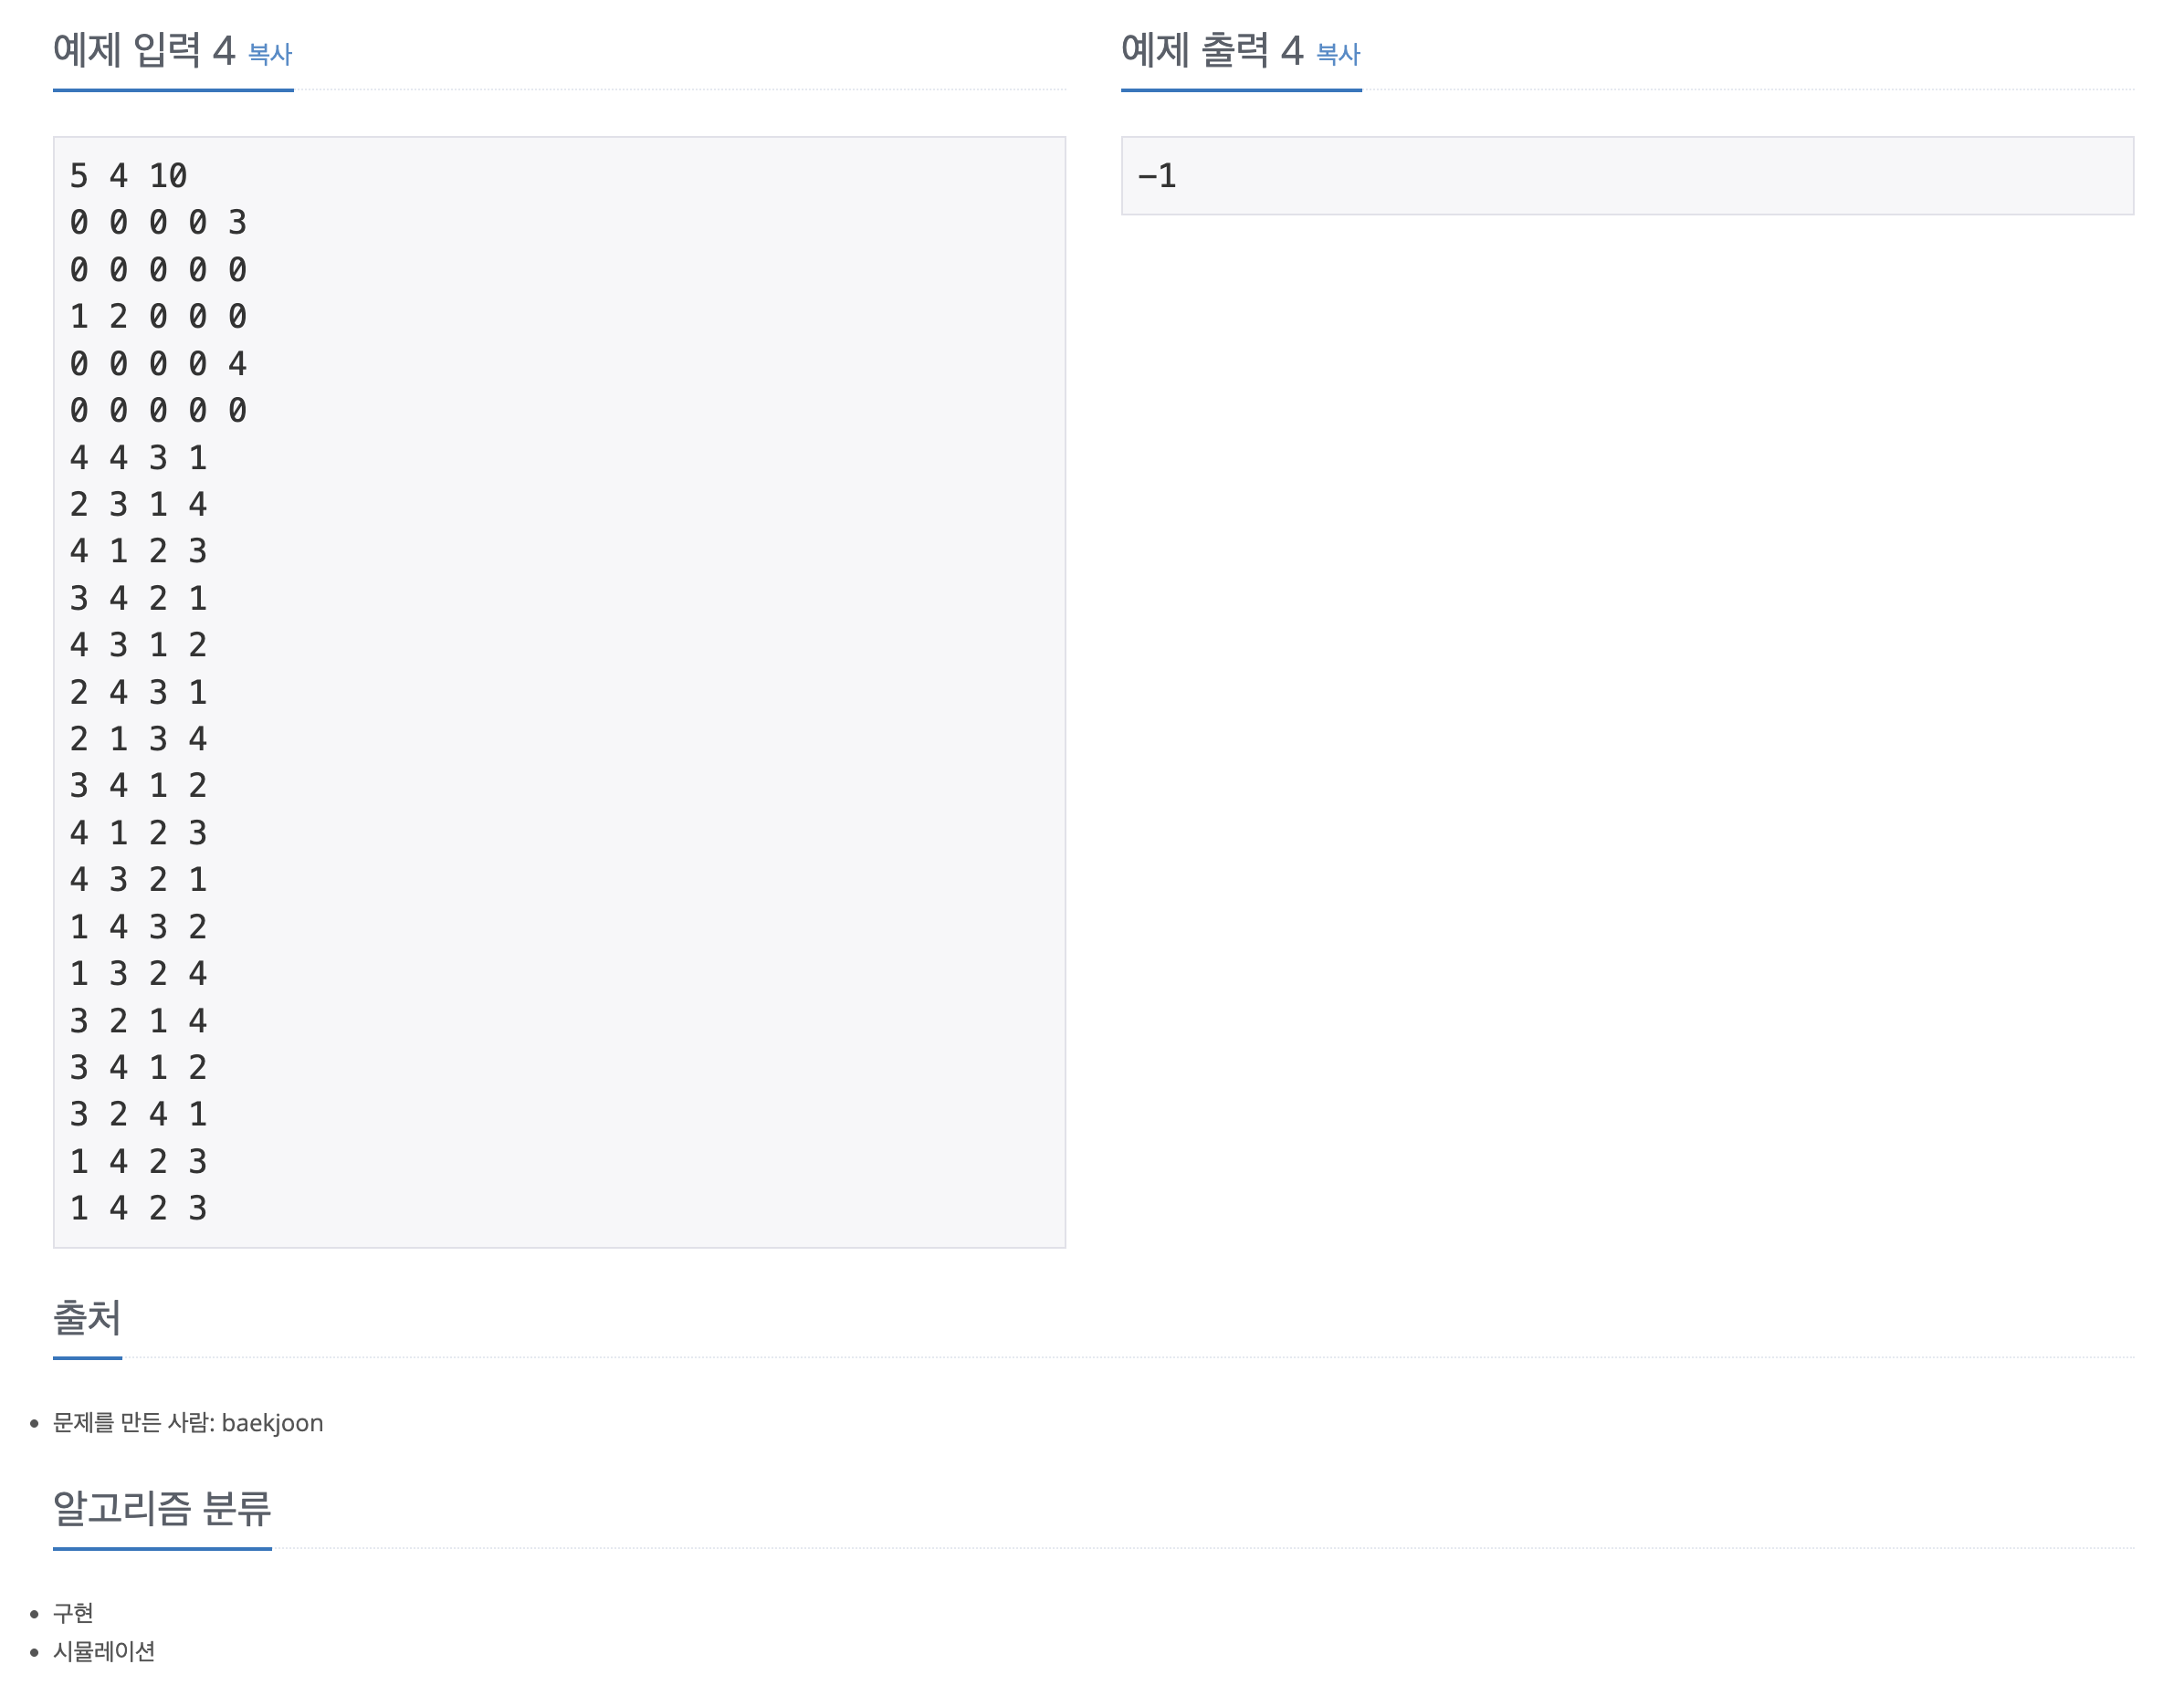 예제 입력 4 복사
5 4 10
0 0 0 0 3
0 0 0 0 0
1 2 0 0 0
0 0 0 0 4
0 0 0 0 0
4 4 3 1
2 3 1 4
4 1 2 3
3 4 2 1
4 3 1 2
2 4 3 1
2 1 3 4
3 4 1 2
4 1 2 3
4 3 2 1
1 4 3 2
1 3 2 4
3 2 1 4
3 4 1 2
3 2 4 1
1 4 2 3
1 4 2 3
예제 출력 4 복사
-1
출처
문제를 만든 사람: baekjoon
알고리즘 분류
구현
시뮬레이션